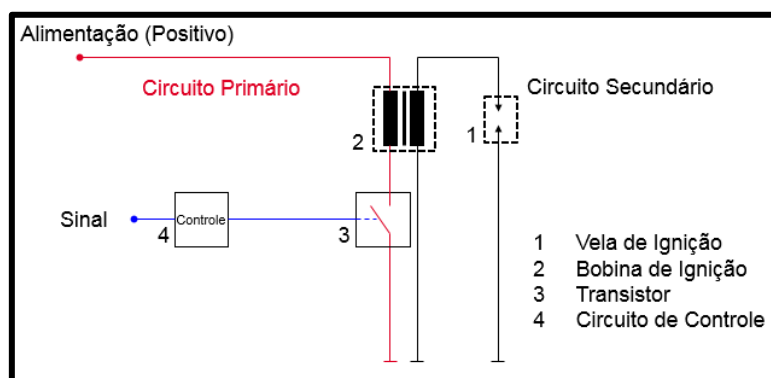 Alimentação (Positivo)
Circuito Primário
Circuito Secundário
2
1
Sinal
Controle
4
3
1 Vela de Ignição
2 Bobina de Ignição
3 Transistor
4 Circuito de Controle